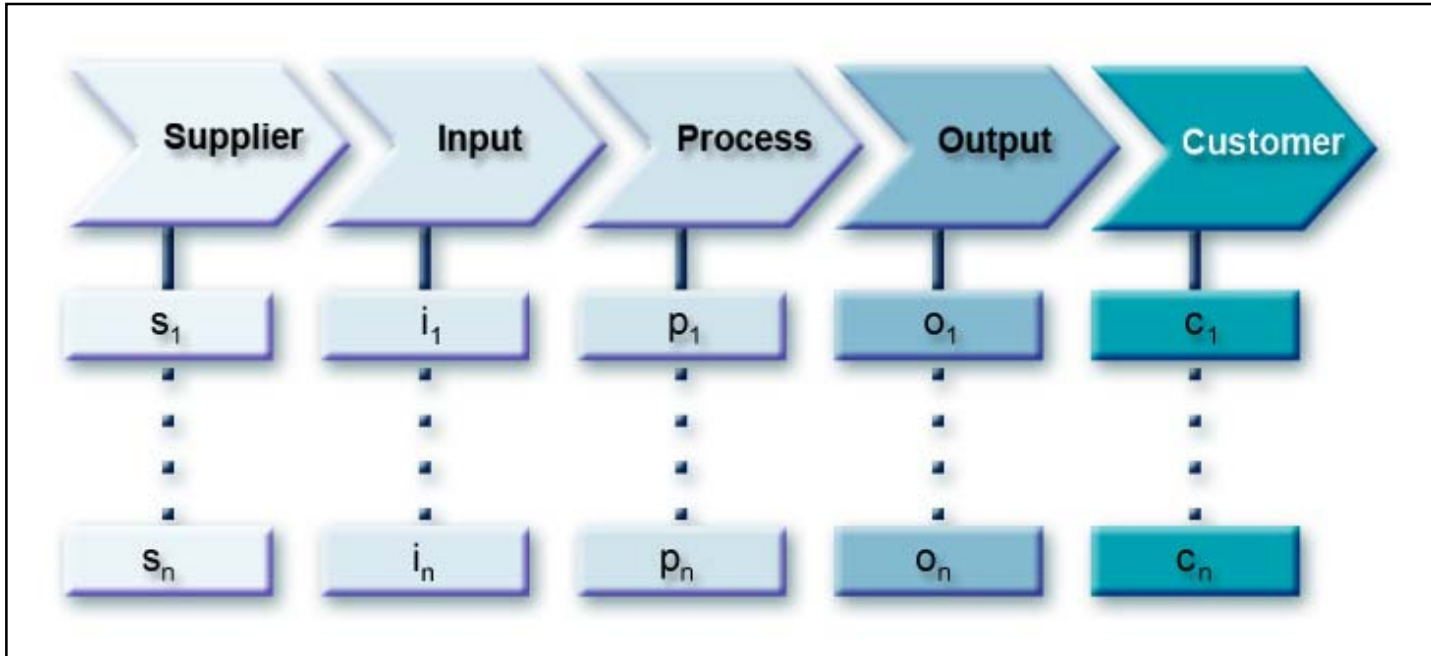 Supplier Input Process Output Customer
s₁ i₁ p₁ o₁ c₁
sₙ iₙ pₙ oₙ cₙ